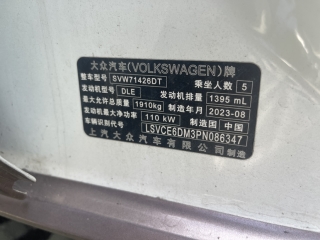 大众汽车(VOLKSWAGEN)牌
整车型号 SVW71426DT 乘坐人数 5
发动机型号 DLE 发动机排量 1395 mL
最大允许总质量 1910kg 制造年月 2023-08
发动机最大净功率 110 kW 制造国 中国
车辆识别代号 LSVCE6DM3PN086347
上汽大众汽车有限公司制造